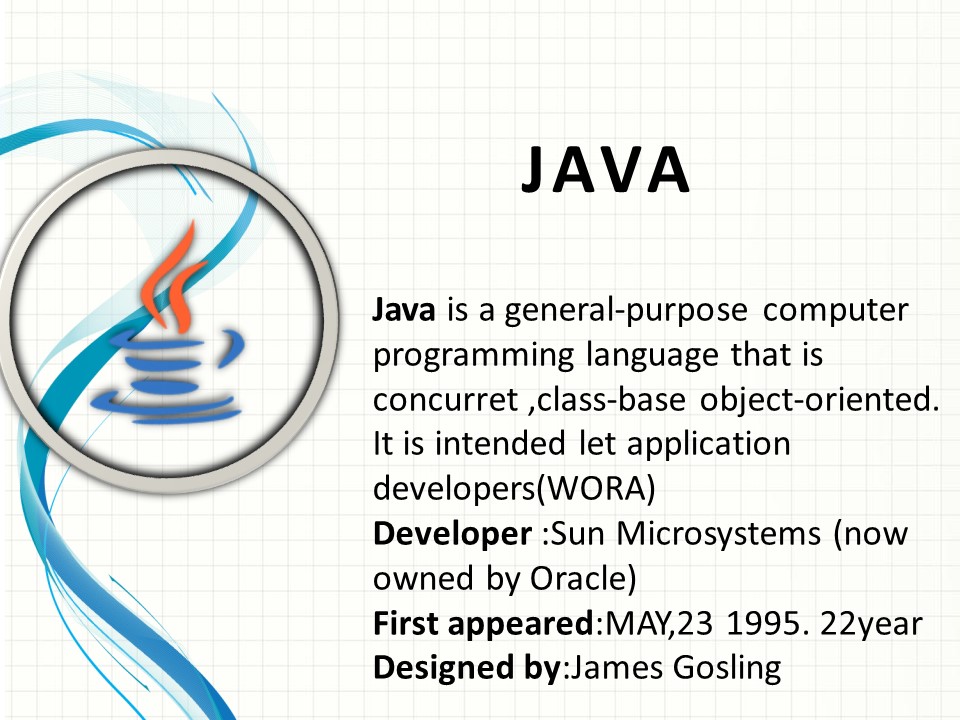 JAVA
Java is a general-purpose computer
programming language that is
concurret ,class-base object-oriented.
It is intended let application
developers(WORA)
Developer :Sun Microsystems (now
owned by Oracle)
First appeared:MAY,23 1995. 22year
Designed by:James Gosling